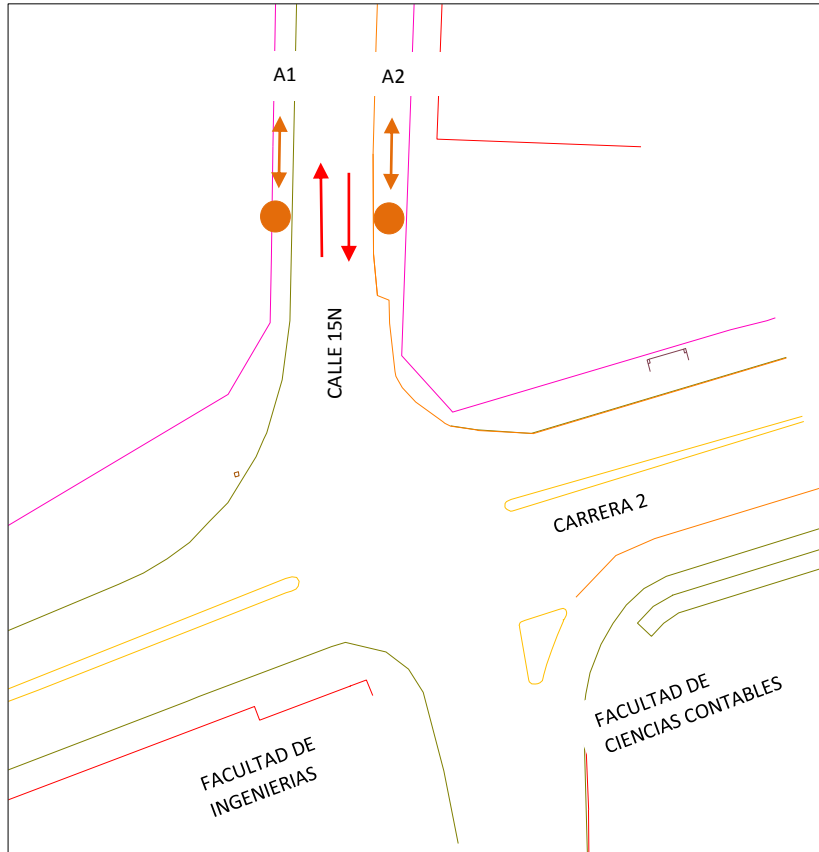 A1
A2
CALLE 15N
CARRERA 2
FACULTAD DE
CIENCIAS CONTABLES
FACULTAD DE
INGENIERIAS